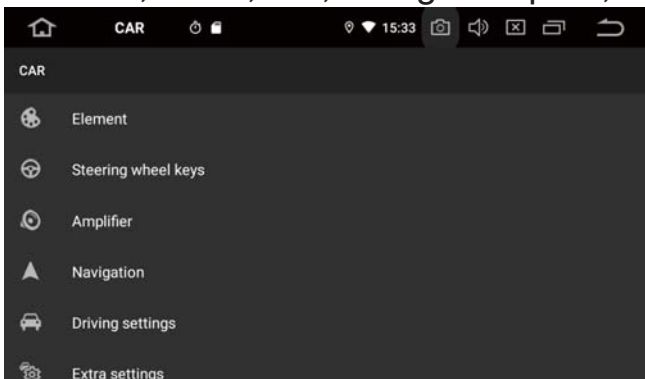 CAR 15:33
CAR
Element
Steering wheel keys
Amplifier
Navigation
Driving settings
Extra settings